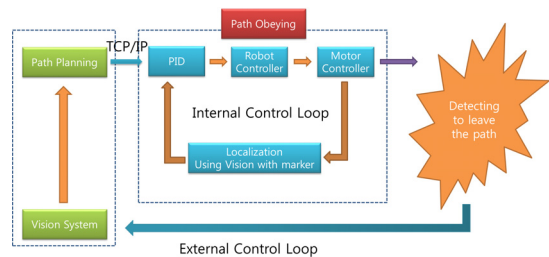 Path Obeying
TCP/IP
Path Planning
PID
Robot
Controller
Motor
Controller
Internal Control Loop
Localization
Using Vision with marker
Detecting
to leave
the path
Vision System
External Control Loop